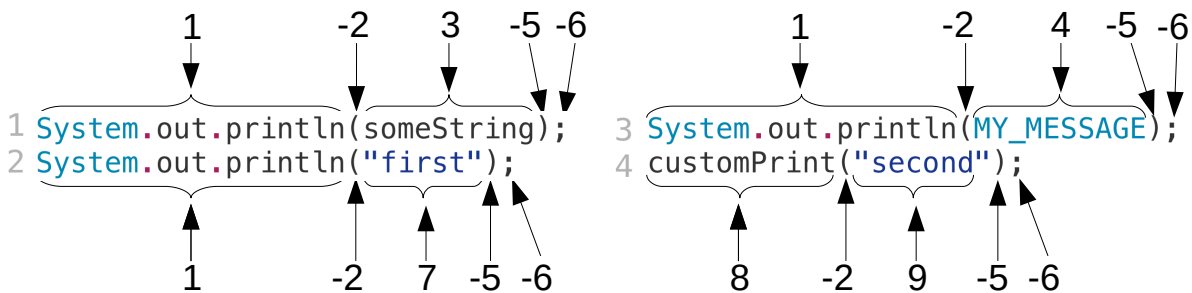 1 -2 3 -5 -6
1 System.out.println(someString);
2 System.out.println("first");
1 -2 7 -5 -6
1 -2 4 -5 -6
3 System.out.println(MY_MESSAGE);
4 customPrint("second");
8 -2 9 -5 -6